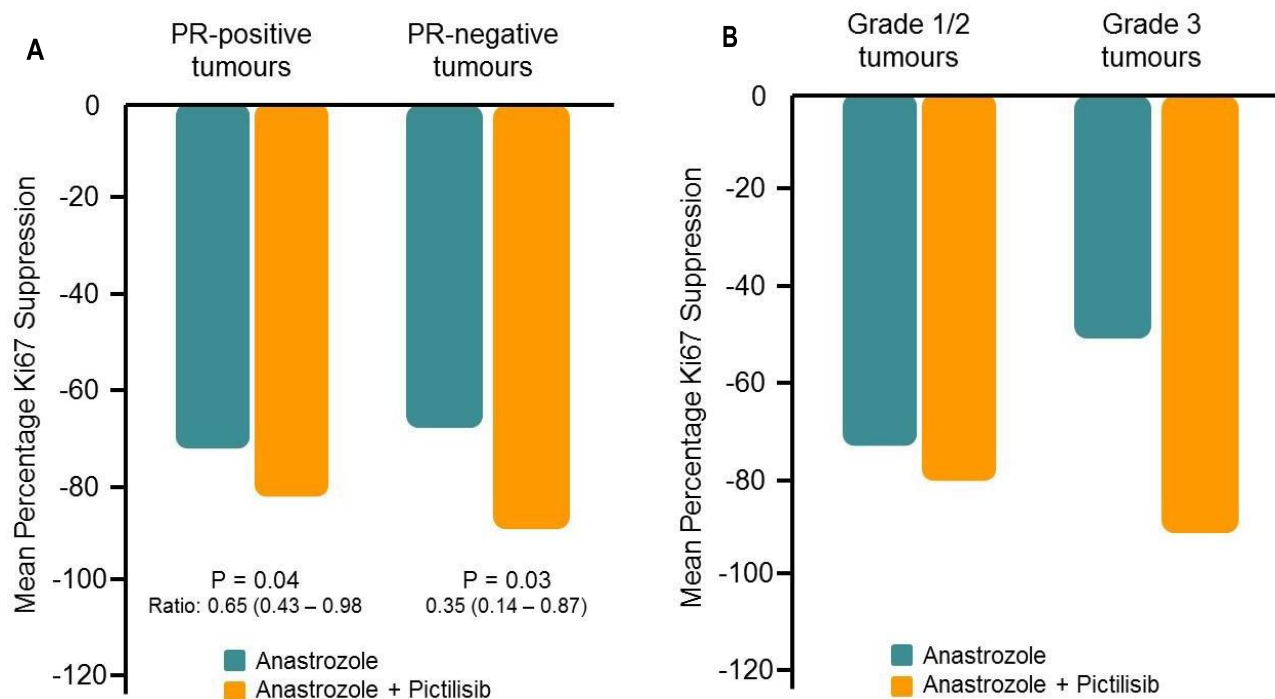 A
PR-positive
tumours
PR-negative
tumours
0
-20
-40
-60
-80
-100
-120
Mean Percentage Ki67 Suppression
P = 0.04
Ratio: 0.65 (0.43 – 0.98
P = 0.03
0.35 (0.14 – 0.87)
Anastrozole
Anastrozole + Pictilisib
B
Grade 1/2
tumours
Grade 3
tumours
0
-20
-40
-60
-80
-100
-120
Mean Percentage Ki67 Suppression
Anastrozole
Anastrozole + Pictilisib